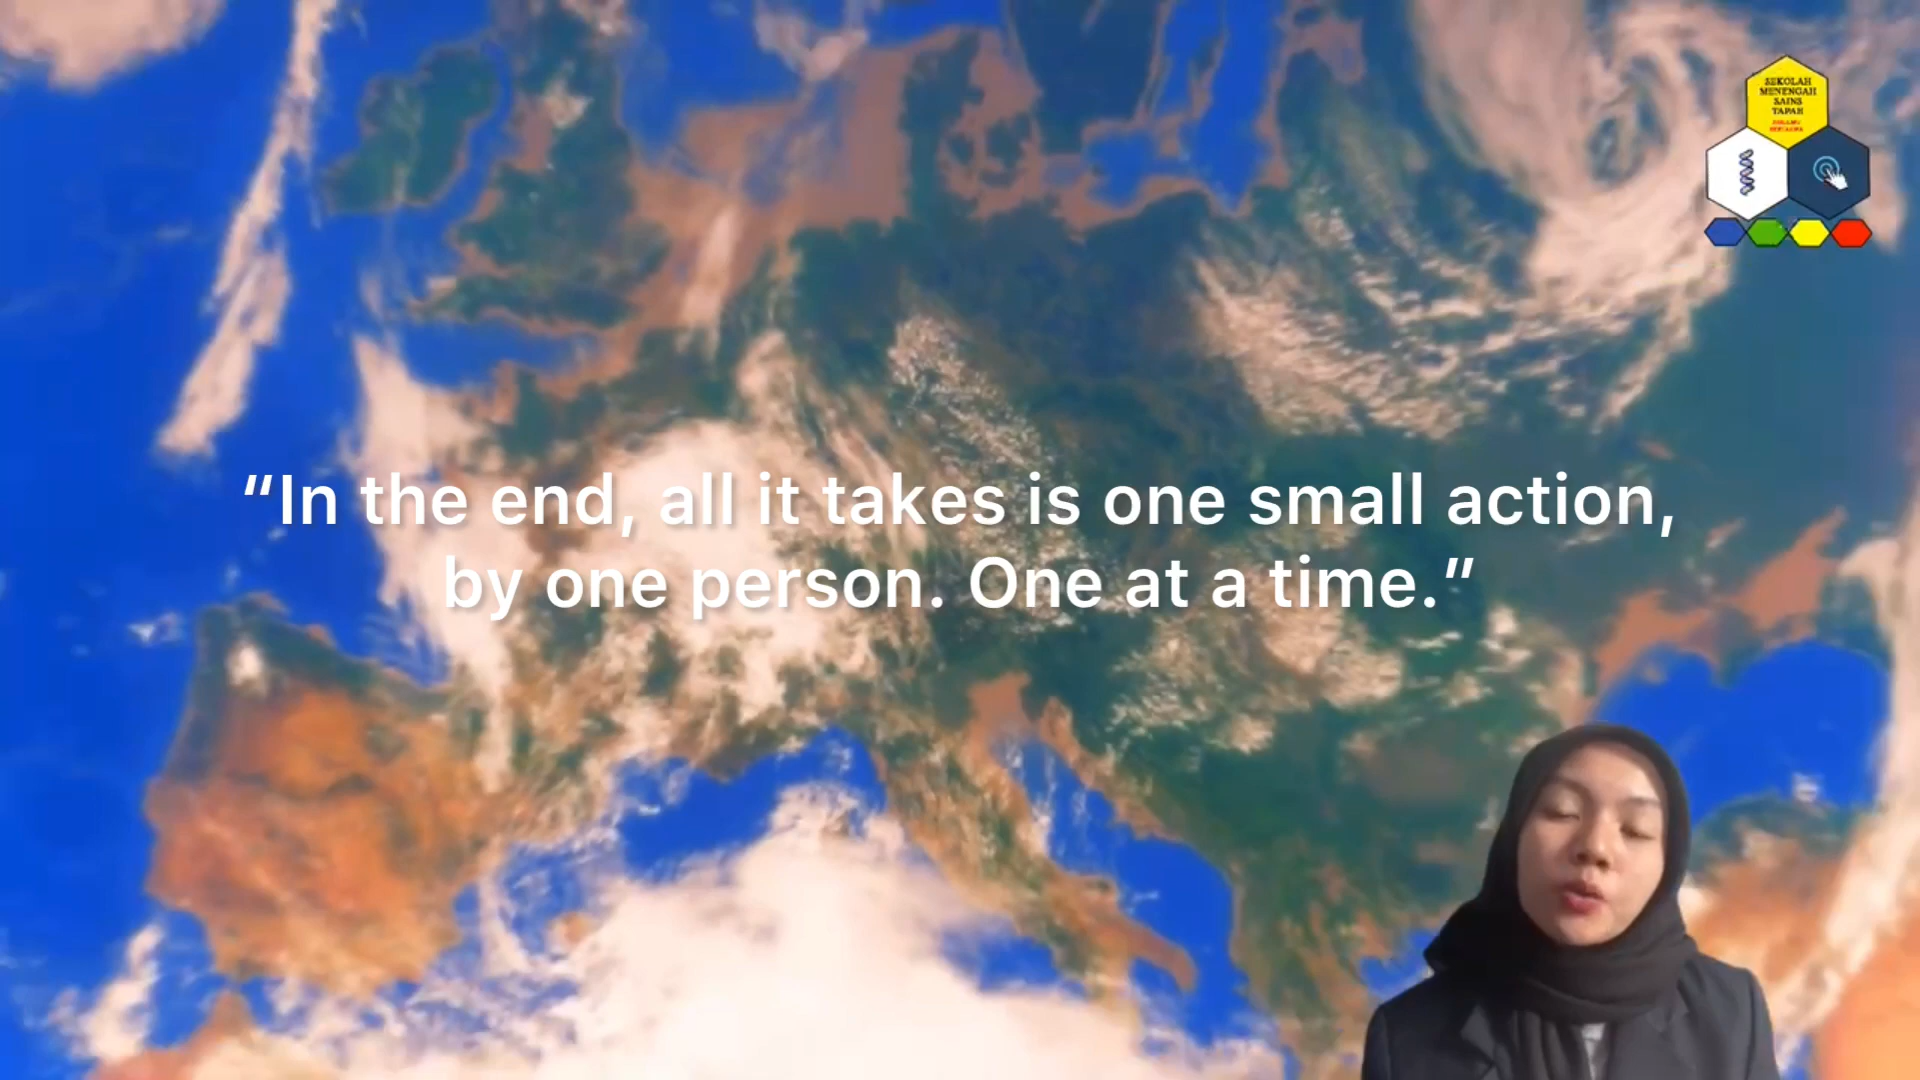 SEKOLAH
MENENGAH
SAINS
TAPAH
“In the end, all it takes is one small action,
by one person. One at a time.”